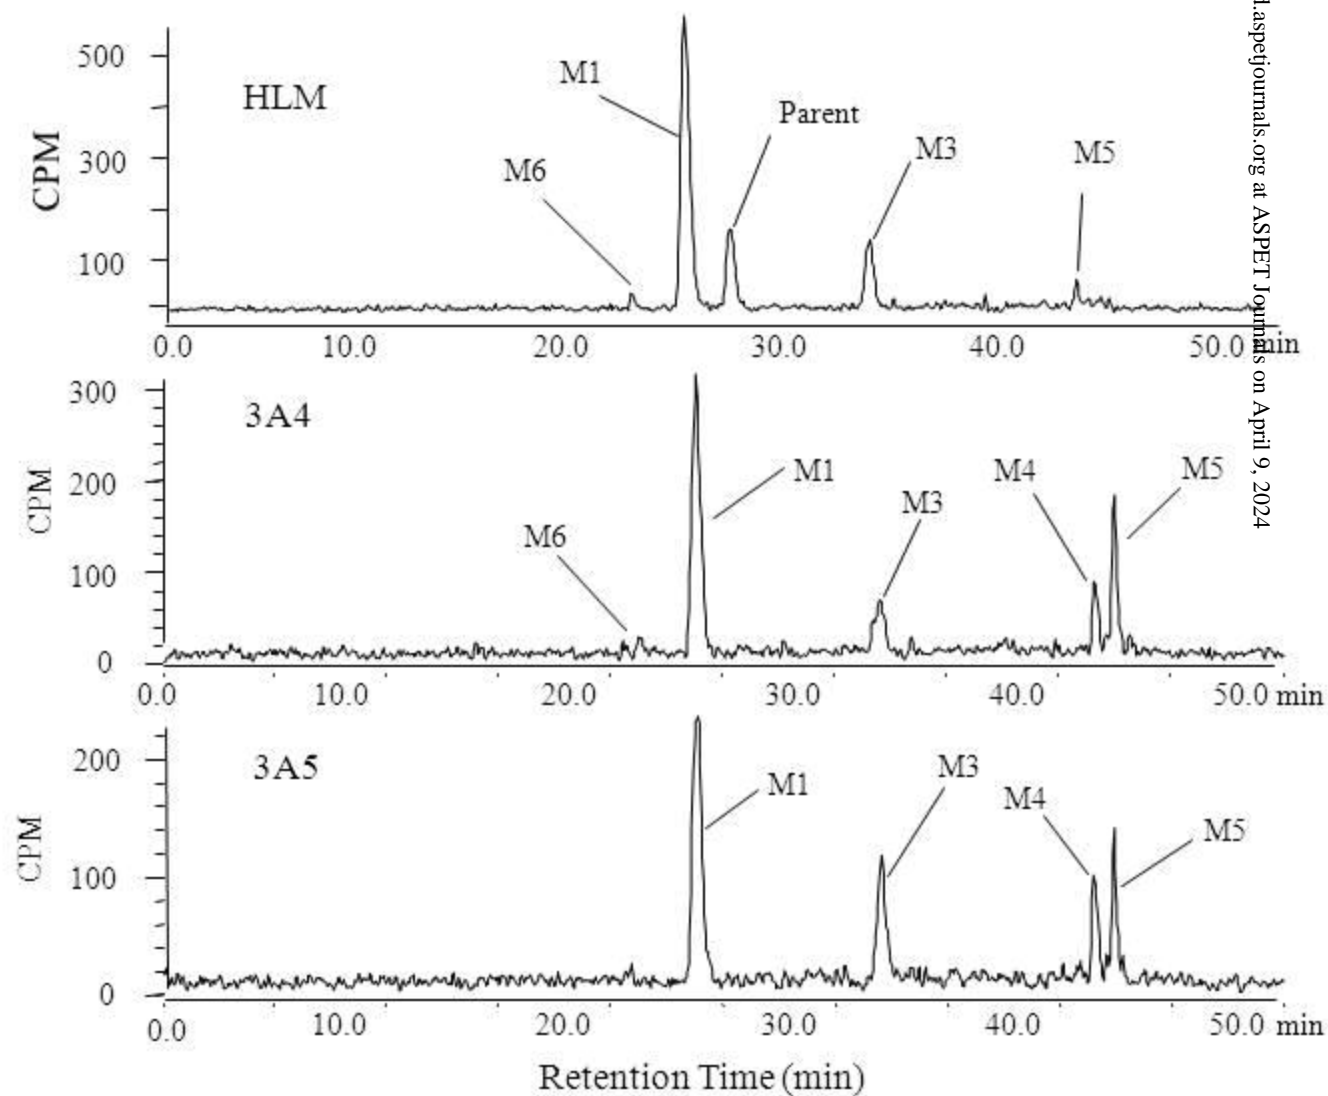 500
300
100
CPM
HLM
M6
M1
Parent
M3
M5
0.0 10.0 20.0 30.0 40.0 50.0 min
300
200
100
0
CPM
3A4
M6
M1
M3
M4
M5
0.0 10.0 20.0 30.0 40.0 50.0 min
200
100
0
CPM
3A5
M1
M3
M4
M5
0.0 10.0 20.0 30.0 40.0 50.0 min
Retention Time (min)
d.aspetjournals.org at ASPET Journals on April 9, 2024